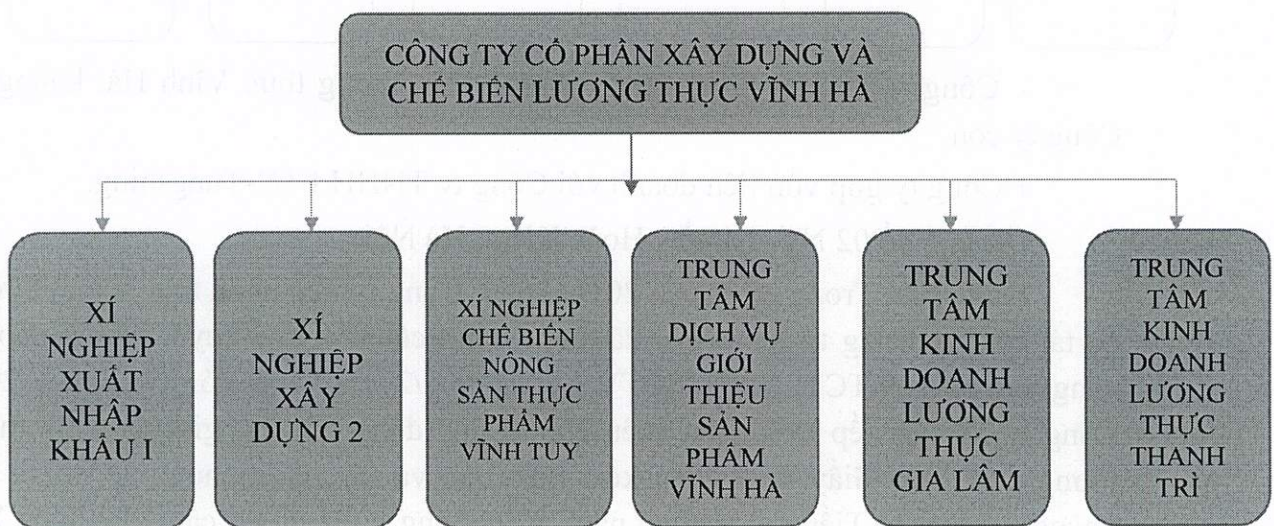 CÔNG TY CỔ PHẦN XÂY DỰNG VÀ
CHẾ BIẾN LƯƠNG THỰC VĨNH HÀ
XÍ
NGHIỆP
XUẤT
NHẬP
KHẨU I
XÍ
NGHIỆP
XÂY
DỰNG 2
XÍ NGHIỆP
CHẾ BIẾN
NÔNG
SẢN THỰC
PHẨM
VĨNH TUY
TRUNG
TÂM
DỊCH VỤ
GIỚI
THIỆU
SẢN
PHẨM
VĨNH HÀ
TRUNG
TÂM
KINH
DOANH
LƯƠNG
THỰC
GIA LÂM
TRUNG
TÂM
KINH
DOANH
LƯƠNG
THỰC
THANH
TRÌ